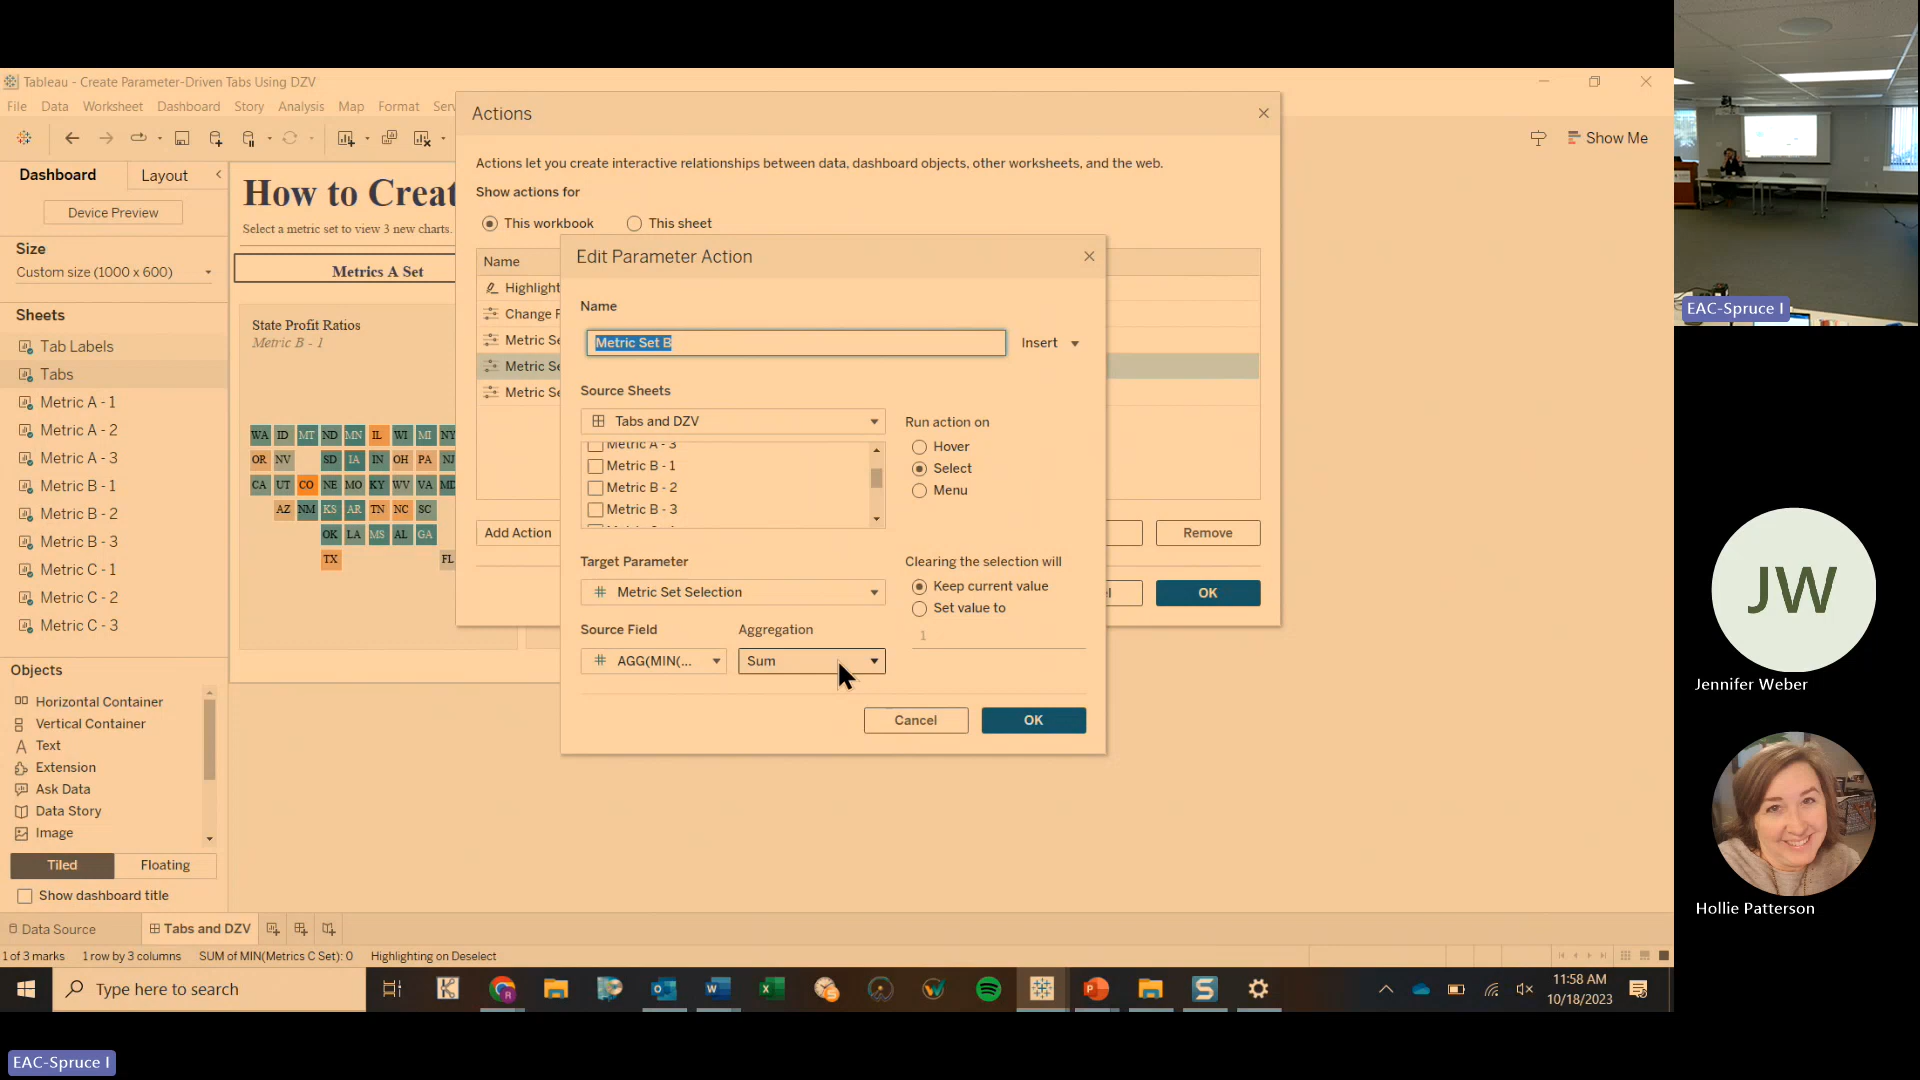 Tableau - Create Parameter-Driven Tabs Using DZV
File Data Worksheet Dashboard Story Analysis Map Format
Show Me
Dashboard Layout
Device Preview
Size
Custom size (1000 x 600)
Sheets
Tab Labels
Tabs
Metric A - 1
Metric A - 2
Metric A - 3
Metric B - 1
Metric B - 2
Metric B - 3
Metric C - 1
Metric C - 2
Metric C - 3
Objects
Horizontal Container
Vertical Container
Text
Extension
Ask Data
Data Story
Image
Tiled Floating
Show dashboard title
How to
Select a metric set to view 3 new charts.
Metrics A Set
State Profit Ratios
Metric B - 1
WA ID MT ND MN IL WI MI NY
OR NV SD IA IN OH PA NJ
CA UT CO NE MO KY WV VA MD
AZ NM KS AR TN NC SC
OK LA MS AL GA
TX FL
Actions
Actions let you create interactive relationships between data, dashboard objects, other worksheets, and the web.
Show actions for
This workbook This sheet
Name
Highlight
Change
Metric
Metric
Metric
Add Action
Remove
OK
Edit Parameter Action
Name
Metric Set B
Insert
Source Sheets
Tabs and DZV
Metric A - 3
Metric B - 1
Metric B - 2
Metric B - 3
Run action on
Hover
Select
Menu
Target Parameter
Metric Set Selection
Clearing the selection will
Keep current value
Set value to
1
Source Field Aggregation
AGG(MIN(... Sum
Cancel OK
Data Source Tabs and DZV
1 of 3 marks 1 row by 3 columns SUM of MIN(Metrics C Set): 0 Highlighting on Deselect
Type here to search
11:58 AM
10/18/2023
EAC-Spruce I
EAC-Spruce I
JW
Jennifer Weber
Hollie Patterson